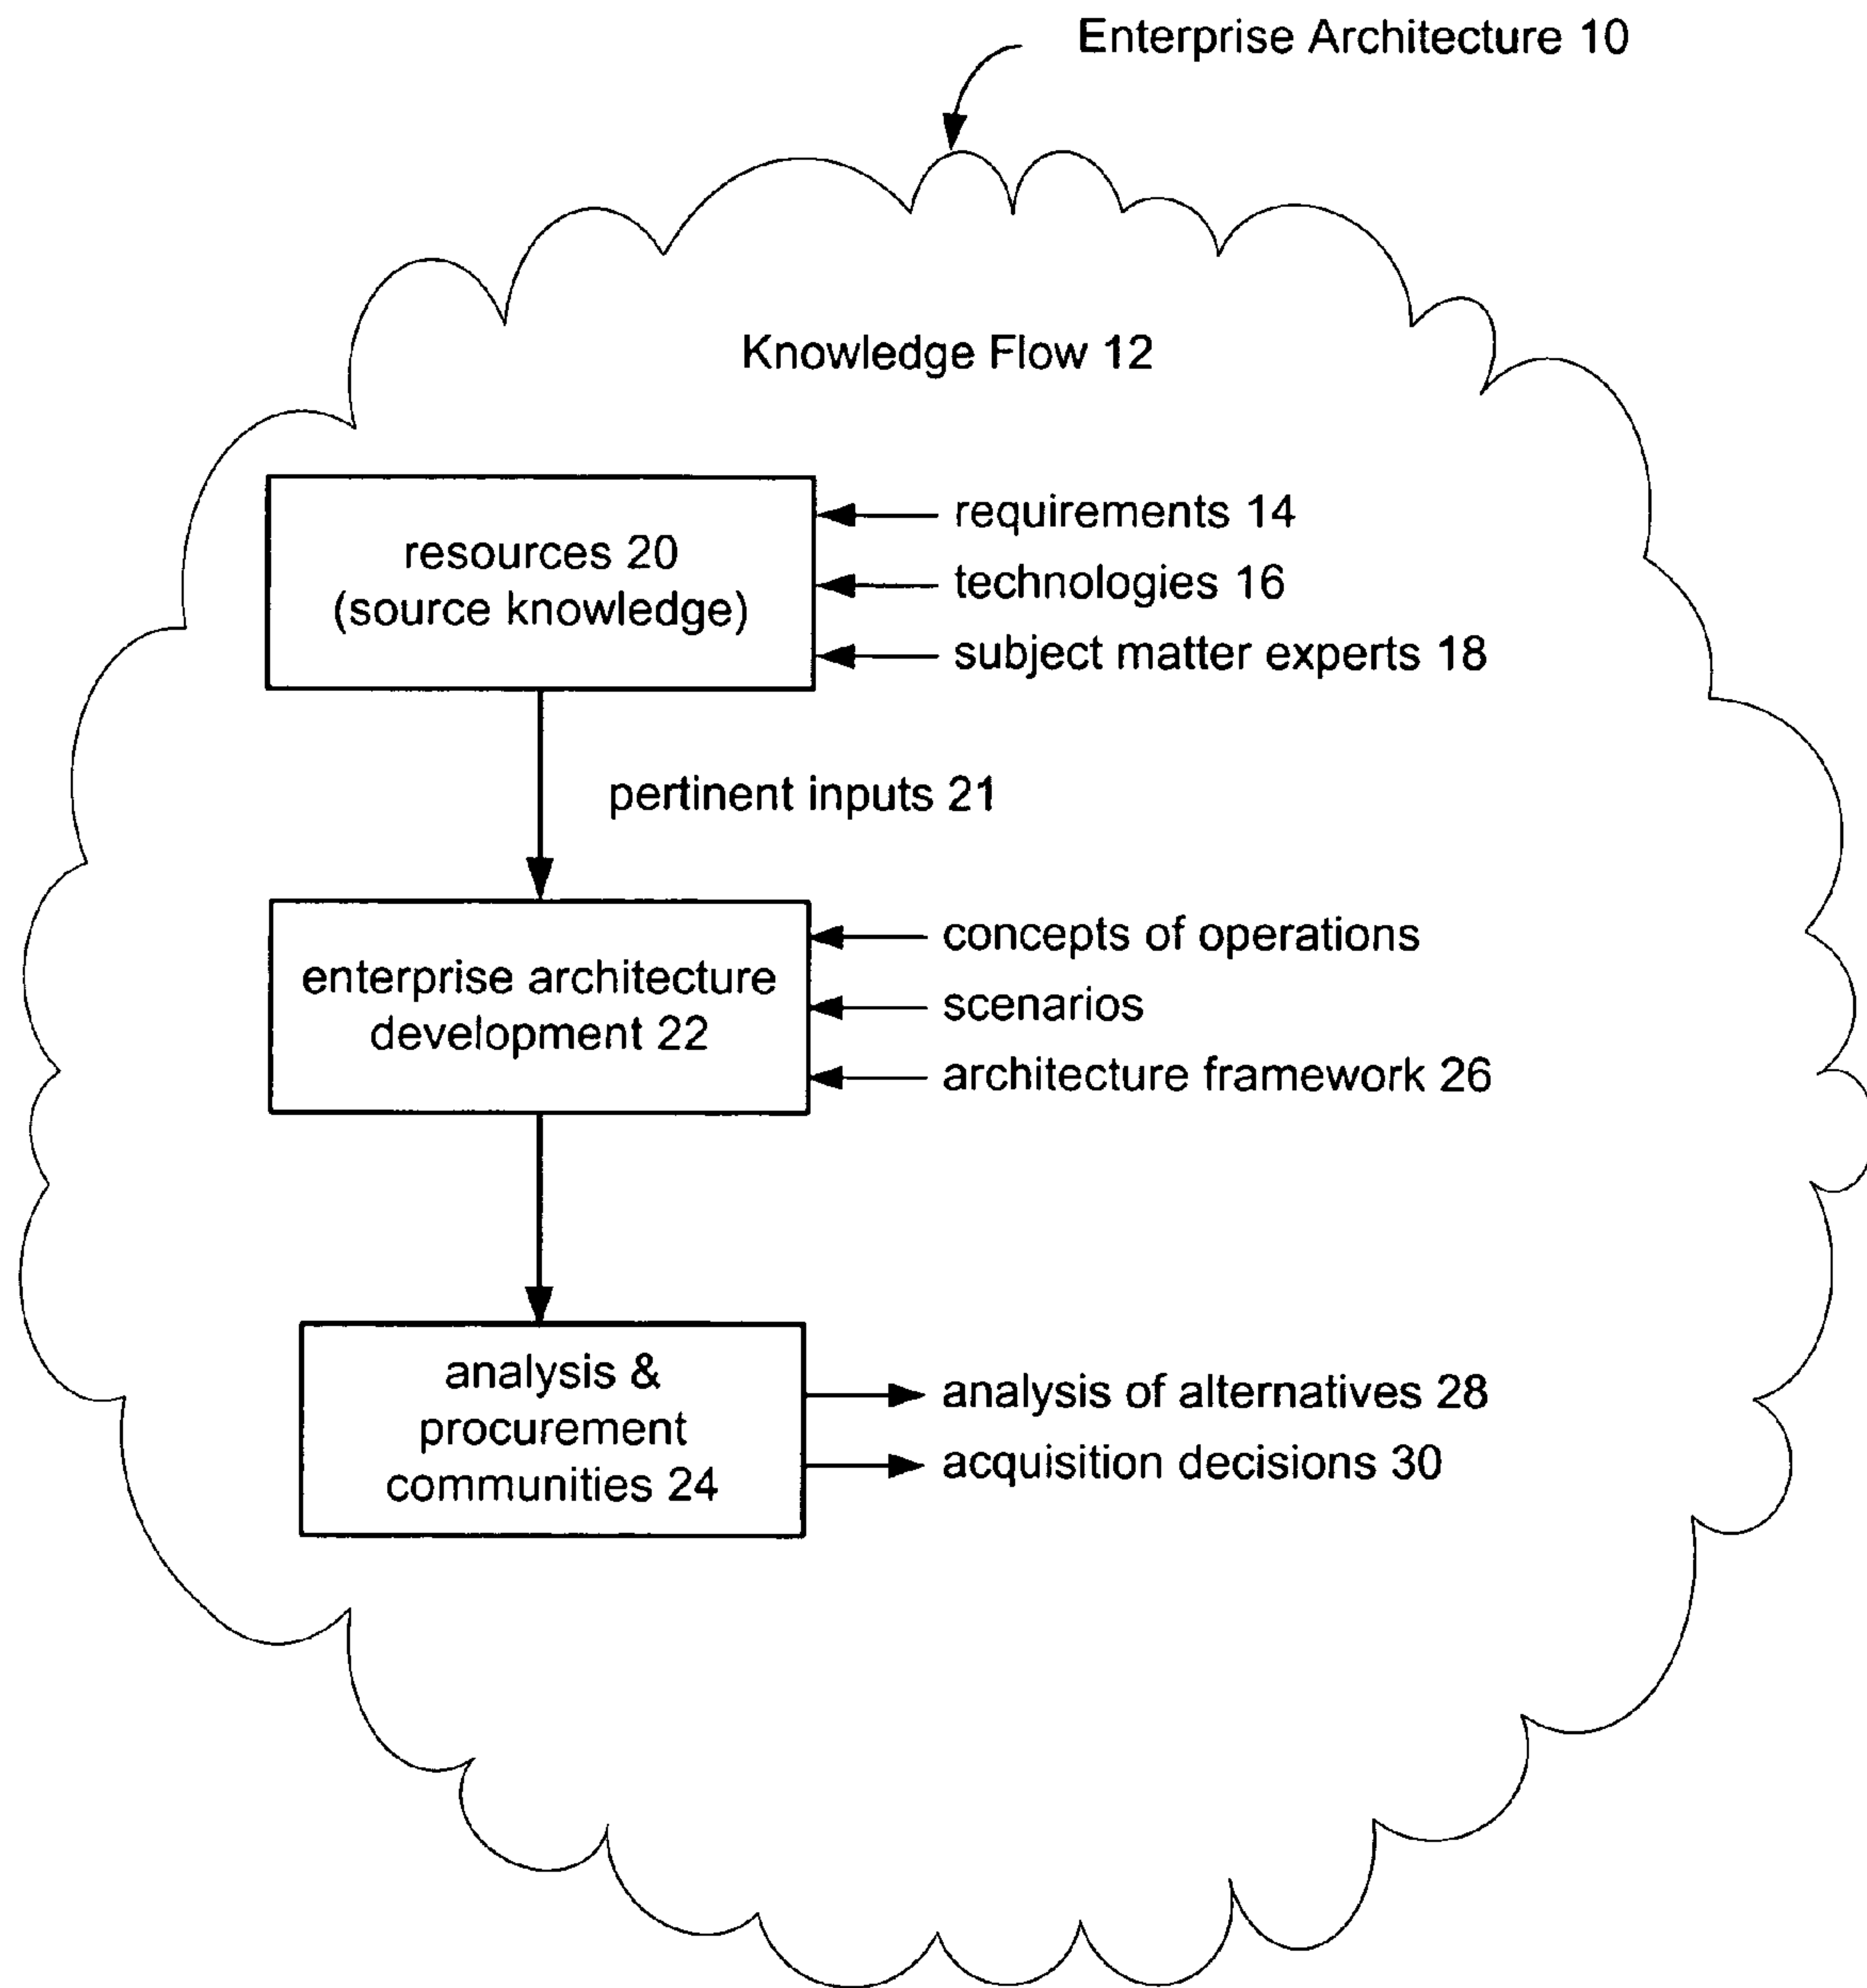 Enterprise Architecture 10
Knowledge Flow 12
resources 20
(source knowledge)
requirements 14
technologies 16
subject matter experts 18
pertinent inputs 21
enterprise architecture
development 22
concepts of operations
scenarios
architecture framework 26
analysis &
procurement
communities 24
analysis of alternatives 28
acquisition decisions 30